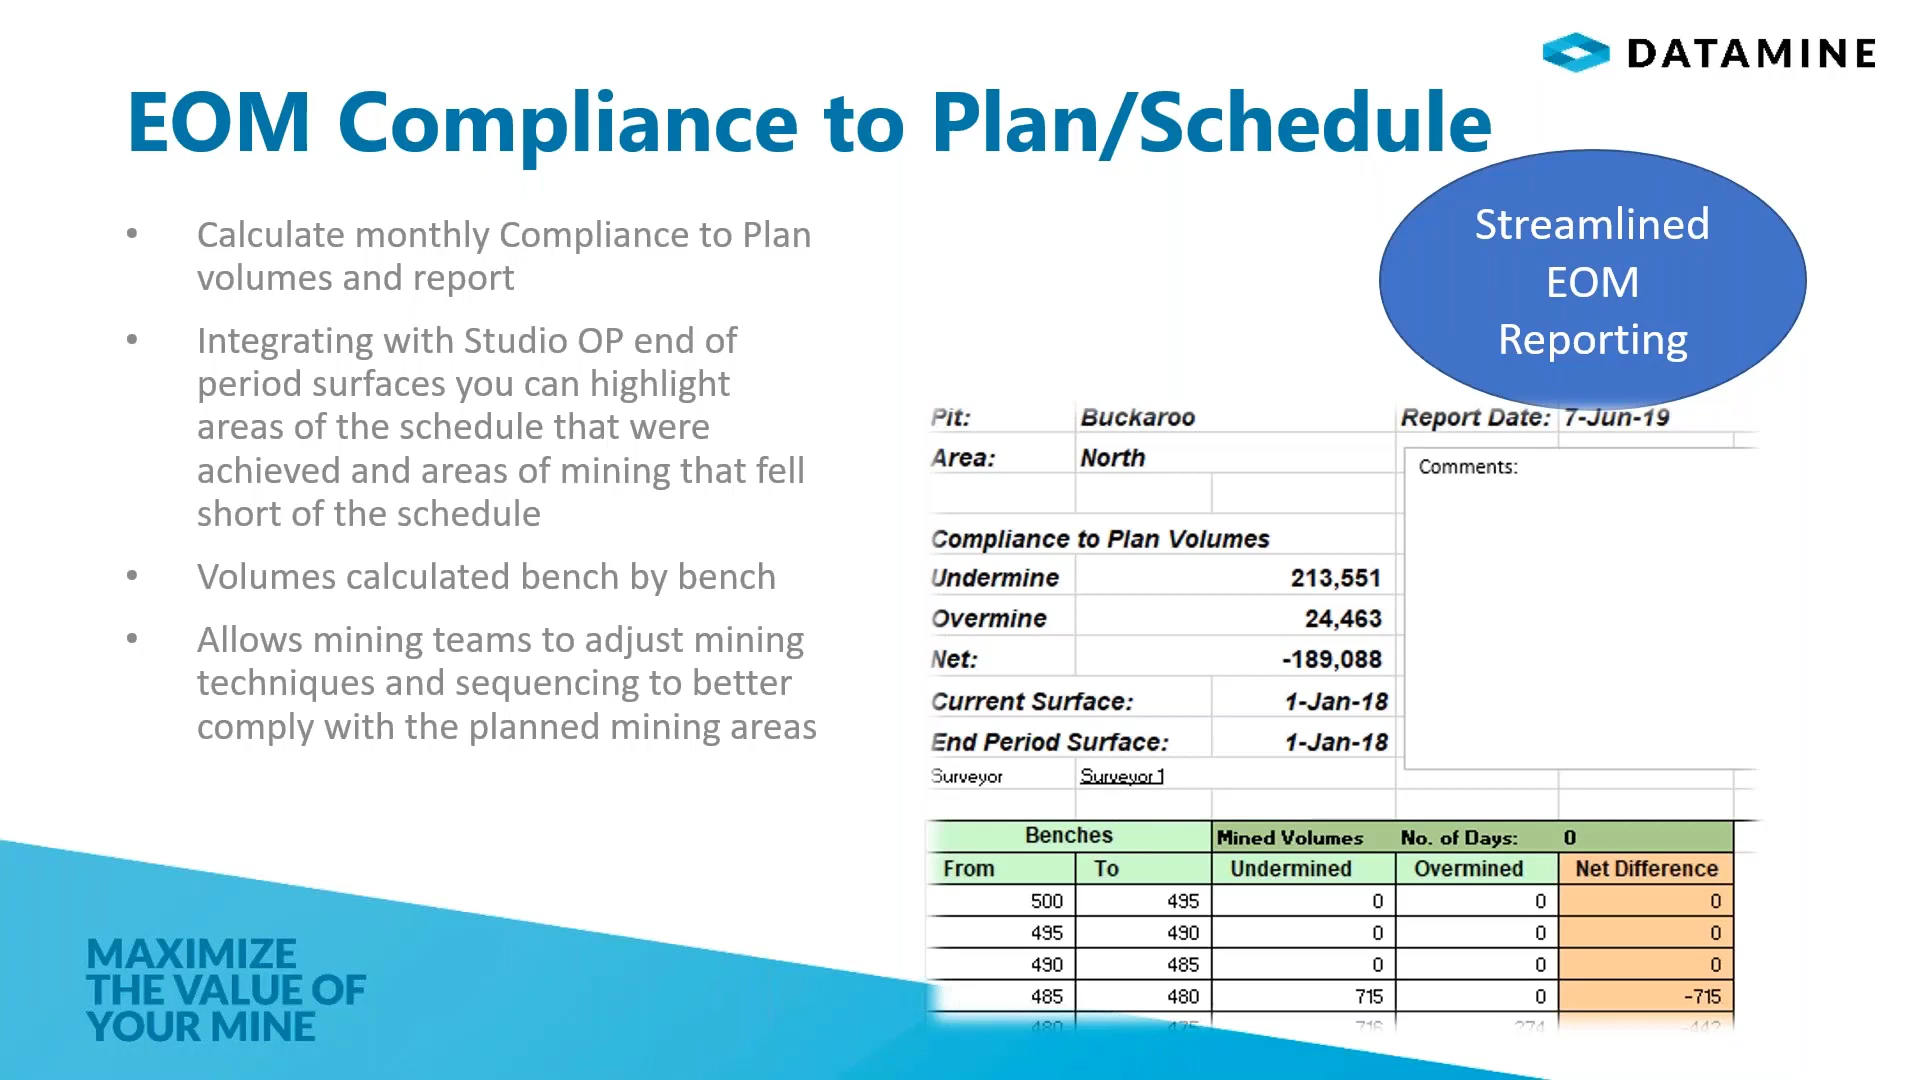 DATAMINE
EOM Compliance to Plan/Schedule
• Calculate monthly Compliance to Plan
volumes and report
• Integrating with Studio OP end of
period surfaces you can highlight
areas of the schedule that were
achieved and areas of mining that fell
short of the schedule
• Volumes calculated bench by bench
• Allows mining teams to adjust mining
techniques and sequencing to better
comply with the planned mining areas
Streamlined
EOM
Reporting
Pit: Buckaroo Report Date: 7-Jun-19
Area: North
Comments:
Compliance to Plan Volumes
Undermine 213,551
Overmine 24,463
Net: -189,088
Current Surface: 1-Jan-18
End Period Surface: 1-Jan-18
Surveyor Surveyor1
Benches Mined Volumes No. of Days: 0
From To Undermined Overmined Net Difference
500 495 0 0 0
495 490 0 0 0
490 485 0 0 0
485 480 715 0 -715
480 475 716 274 -442
MAXIMIZE
THE VALUE OF
YOUR MINE